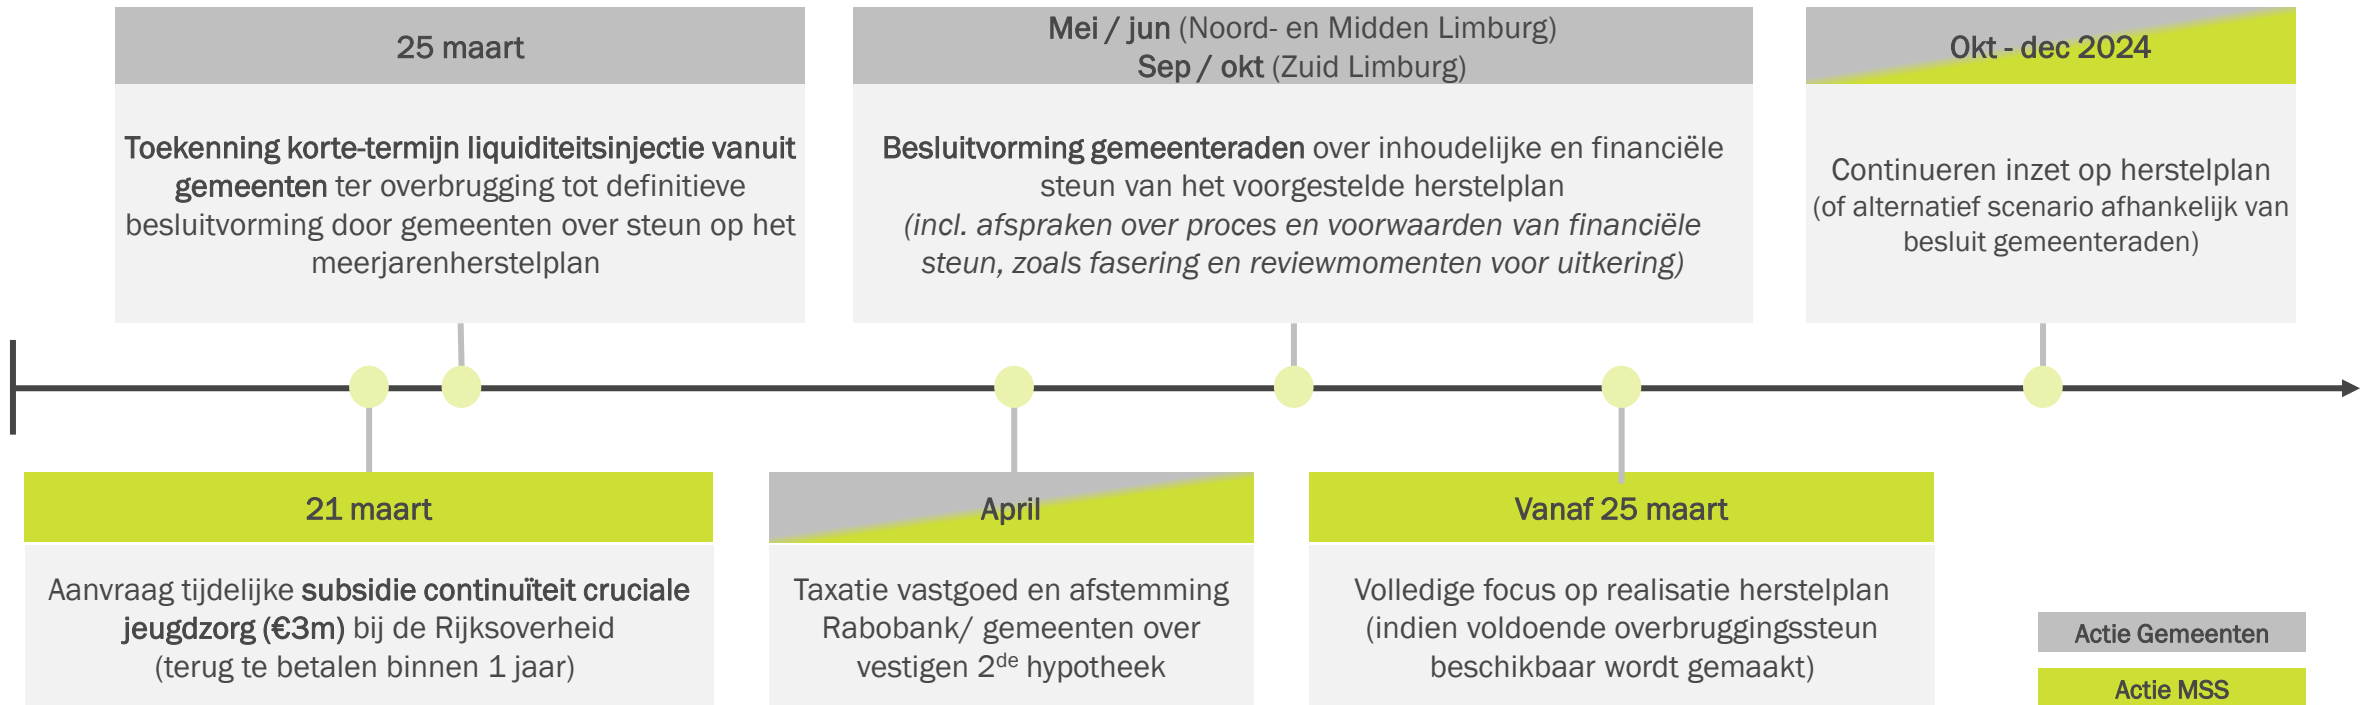 25 maart
Toekenning korte-termijn liquiditeitsinjectie vanuit
gemeenten ter overbrugging tot definitieve
besluitvorming door gemeenten over steun op het
meerjarenherstelplan
Mei / jun (Noord- en Midden Limburg)
Sep / okt (Zuid Limburg)
Besluitvorming gemeenteraden over inhoudelijke en financiële
steun van het voorgestelde herstelplan
(incl. afspraken over proces en voorwaarden van financiële
steun, zoals fasering en reviewmomenten voor uitkering)
Okt - dec 2024
Continueren inzet op herstelplan
(of alternatief scenario afhankelijk van
besluit gemeenteraden)
21 maart
Aanvraag tijdelijke subsidie continuïteit cruciale
jeugdzorg (€3m) bij de Rijksoverheid
(terug te betalen binnen 1 jaar)
April
Taxatie vastgoed en afstemming
Rabobank/ gemeenten over
vestigen 2de hypotheek
Vanaf 25 maart
Volledige focus op realisatie herstelplan
(indien voldoende overbruggingssteun
beschikbaar wordt gemaakt)
Actie Gemeenten
Actie MSS